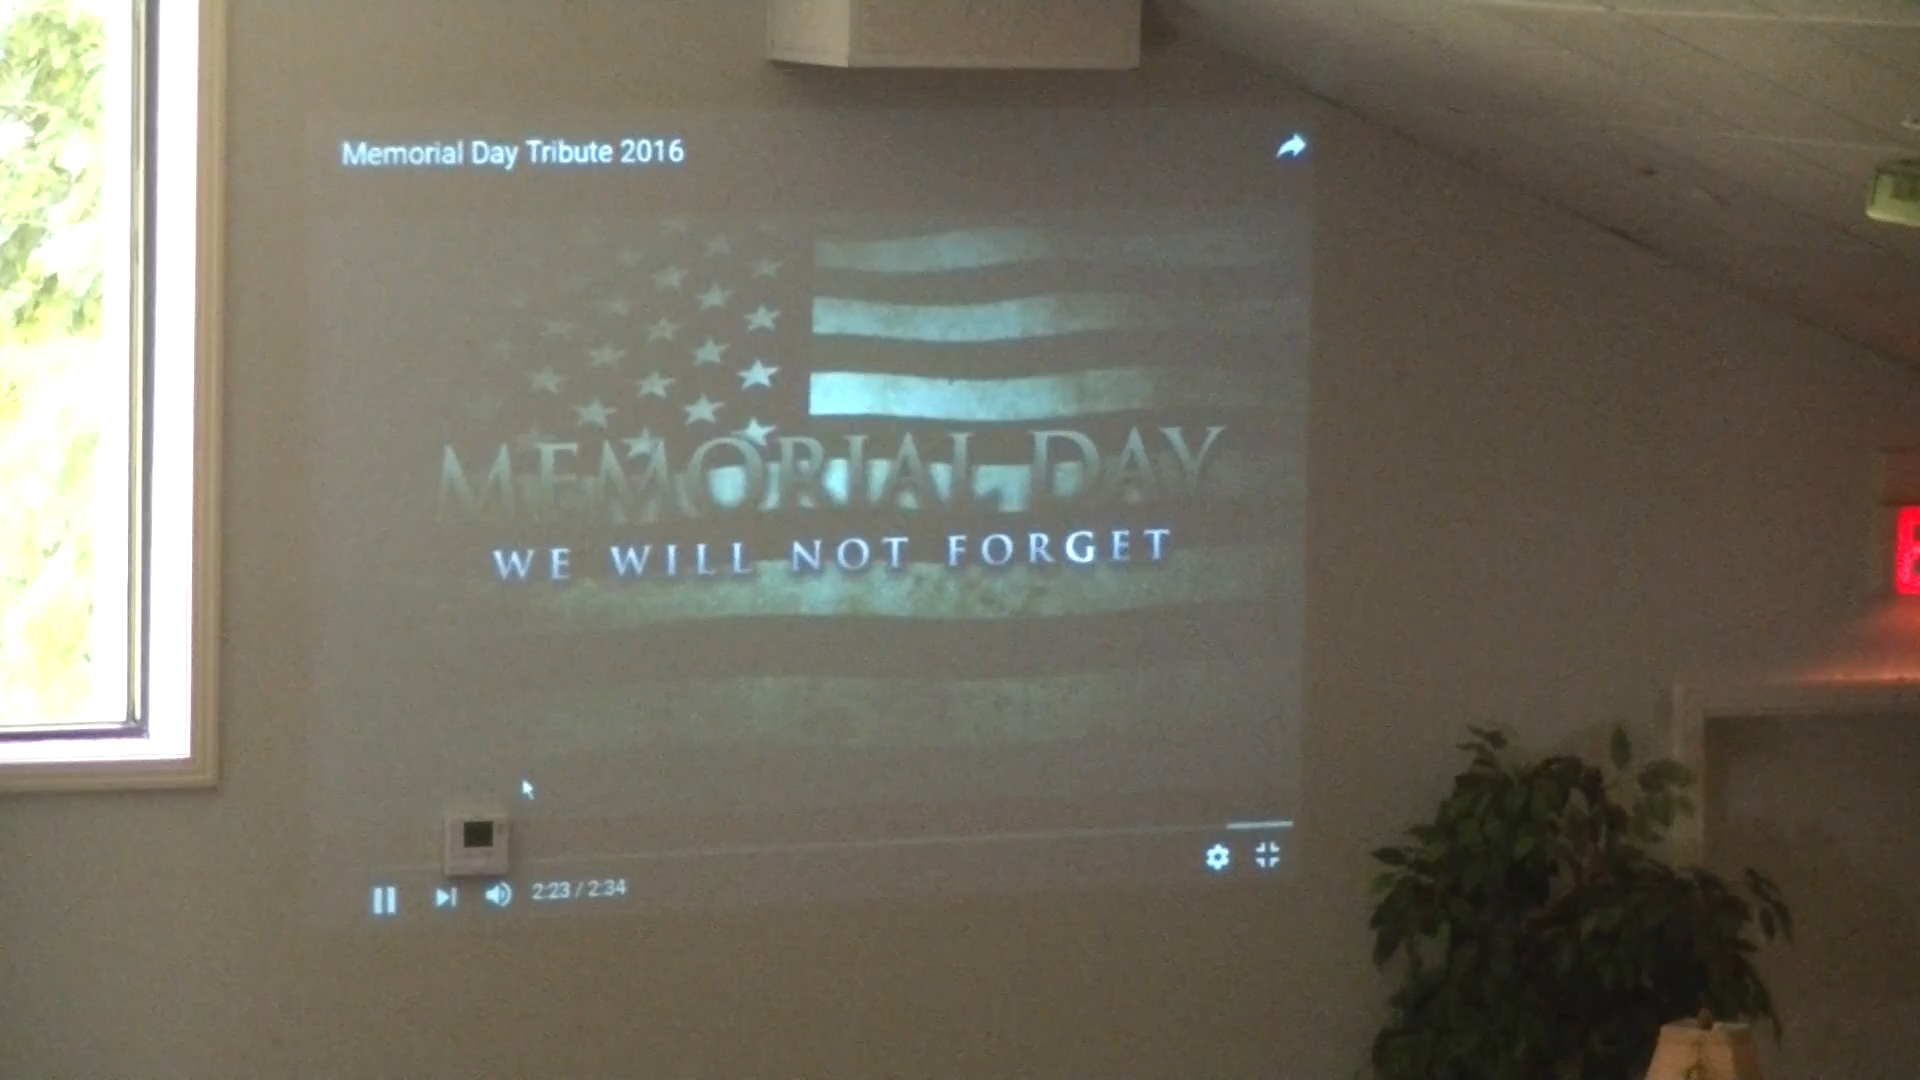 Memorial Day Tribute 2016
MEMORIAL DAY
WE WILL NOT FORGET
2:23 / 2:34